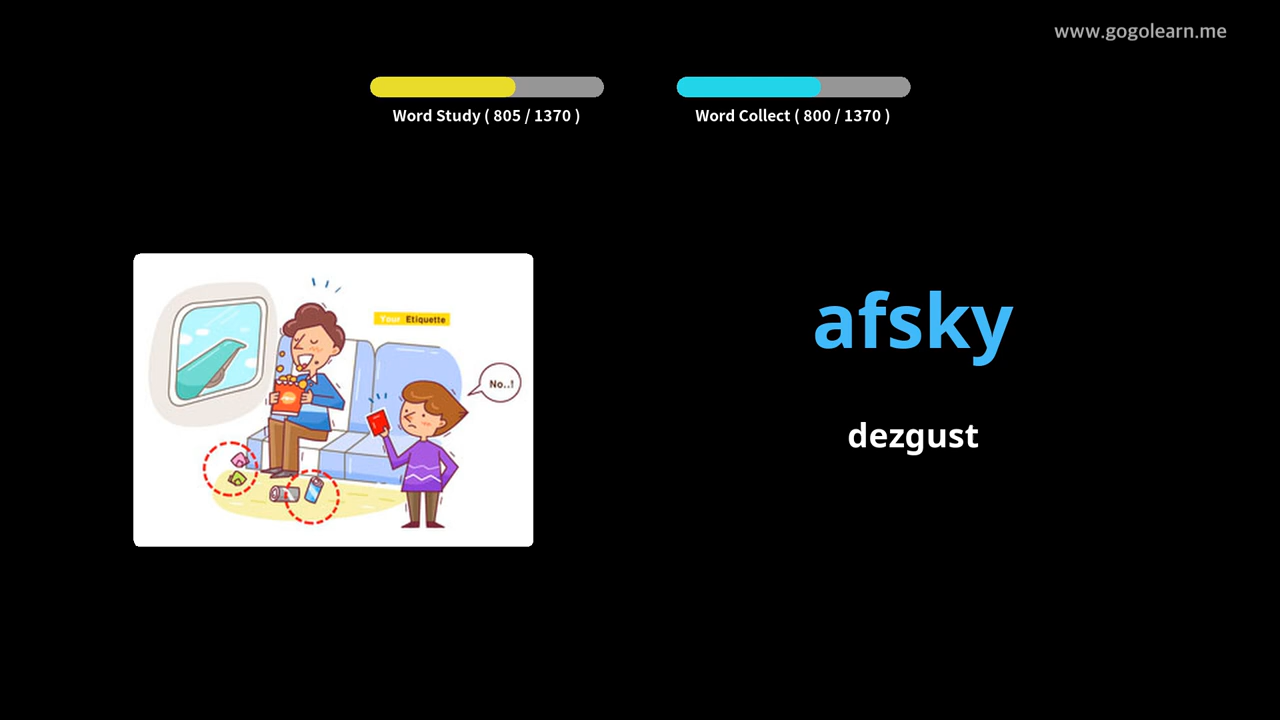 www.gogolearn.me
Word Study ( 805 / 1370 )
Word Collect ( 800 / 1370 )
Your Etiquette
No..!
afsky
dezgust